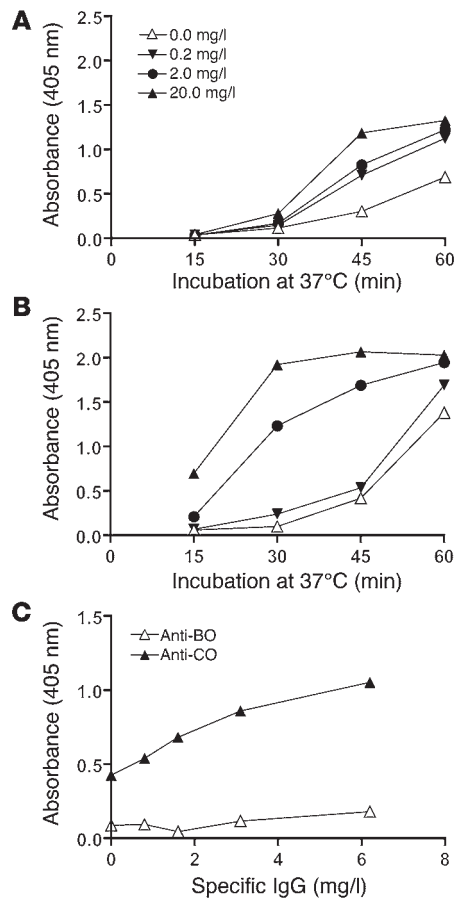 A
Absorbance (405 nm)
2.5
2.0
1.5
1.0
0.5
0.0
0.0 mg/l
0.2 mg/l
2.0 mg/l
20.0 mg/l
0 15 30 45 60
Incubation at 37°C (min)
B
Absorbance (405 nm)
2.5
2.0
1.5
1.0
0.5
0.0
0 15 30 45 60
Incubation at 37°C (min)
C
Absorbance (405 nm)
1.5
1.0
0.5
0.0
Anti-BO
Anti-CO
0 2 4 6 8
Specific IgG (mg/l)